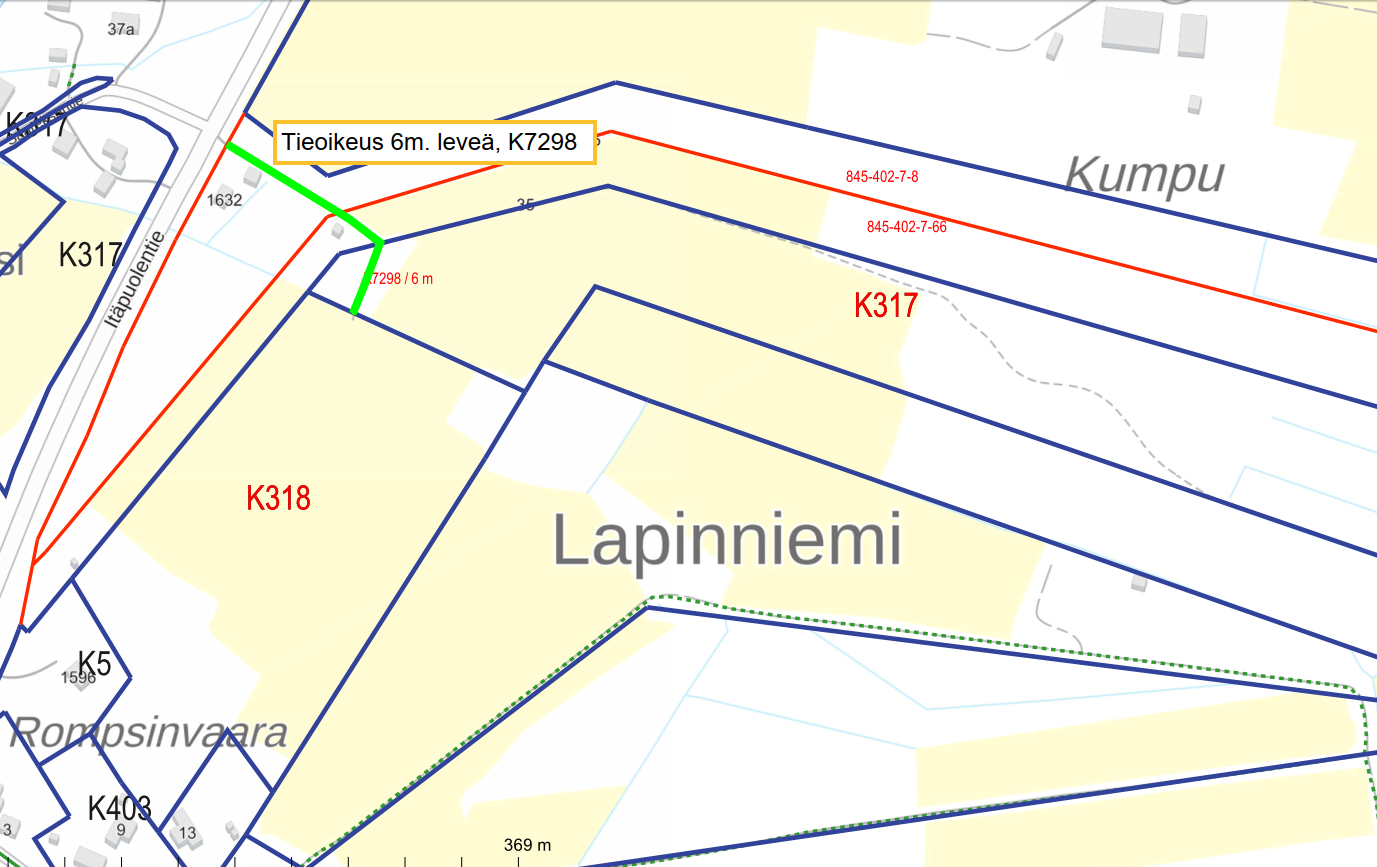 37a
K317
Tieoikeus 6m. leveä, K7298
Kumpu
845-402-7-8
1632
35
845-402-7-66
K317
si
Itäpuolentie
7298 / 6 m
K317
K318
Lapinniemi
K5
1596
Rompsinvaara
K403
3
9
13
369 m